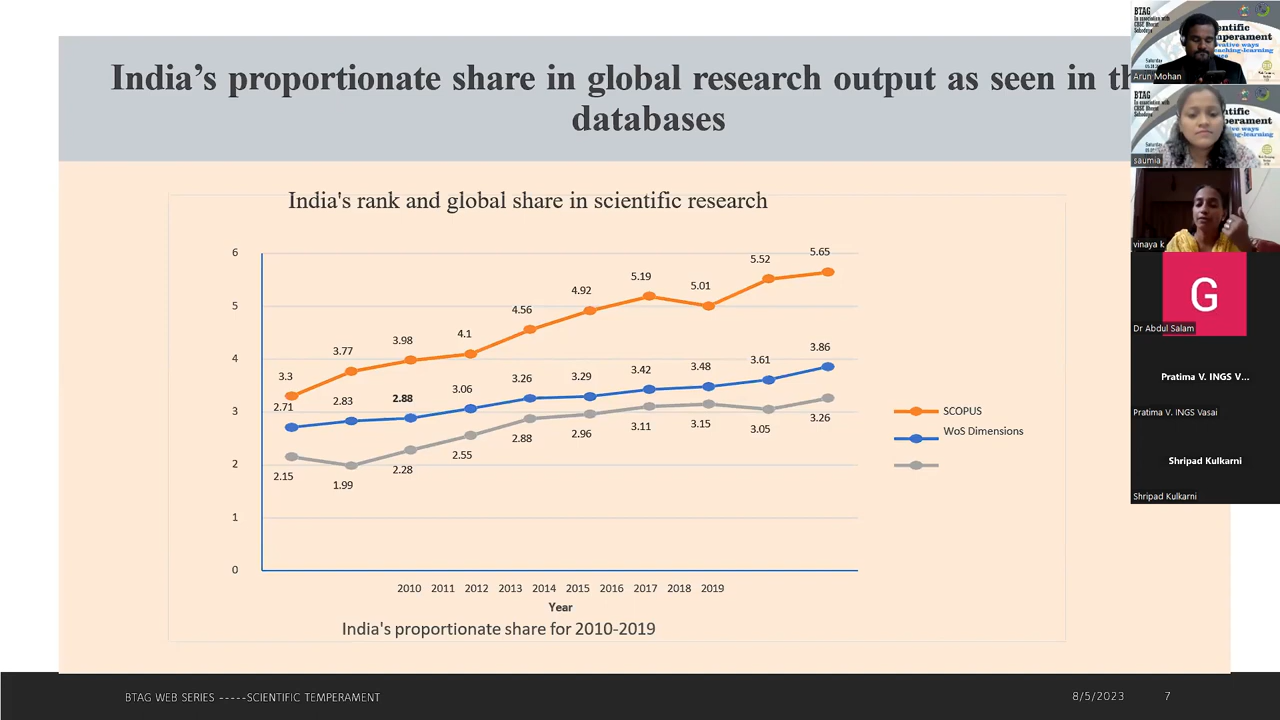 India’s proportionate share in global research output as seen in th
databases
India's rank and global share in scientific research
6
5
4
3
2
1
0
3.3
3.77
3.98
4.1
4.56
4.92
5.19
5.01
5.52
5.65
2.71
2.83
2.88
3.06
3.26
3.29
3.42
3.48
3.61
3.86
2.15
1.99
2.28
2.55
2.88
2.96
3.11
3.15
3.05
3.26
SCOPUS
WoS Dimensions
2010 2011 2012 2013 2014 2015 2016 2017 2018 2019
Year
India's proportionate share for 2010-2019
BTAG WEB SERIES -----SCIENTIFIC TEMPERAMENT
8/5/2023
7
BTAG
Arun Mohan
BTAG
saumia
vinaya k
G
Dr Abdul Salam
Pratima V. INGS V...
Pratima V. INGS Vasai
Shripad Kulkarni
Shripad Kulkarni